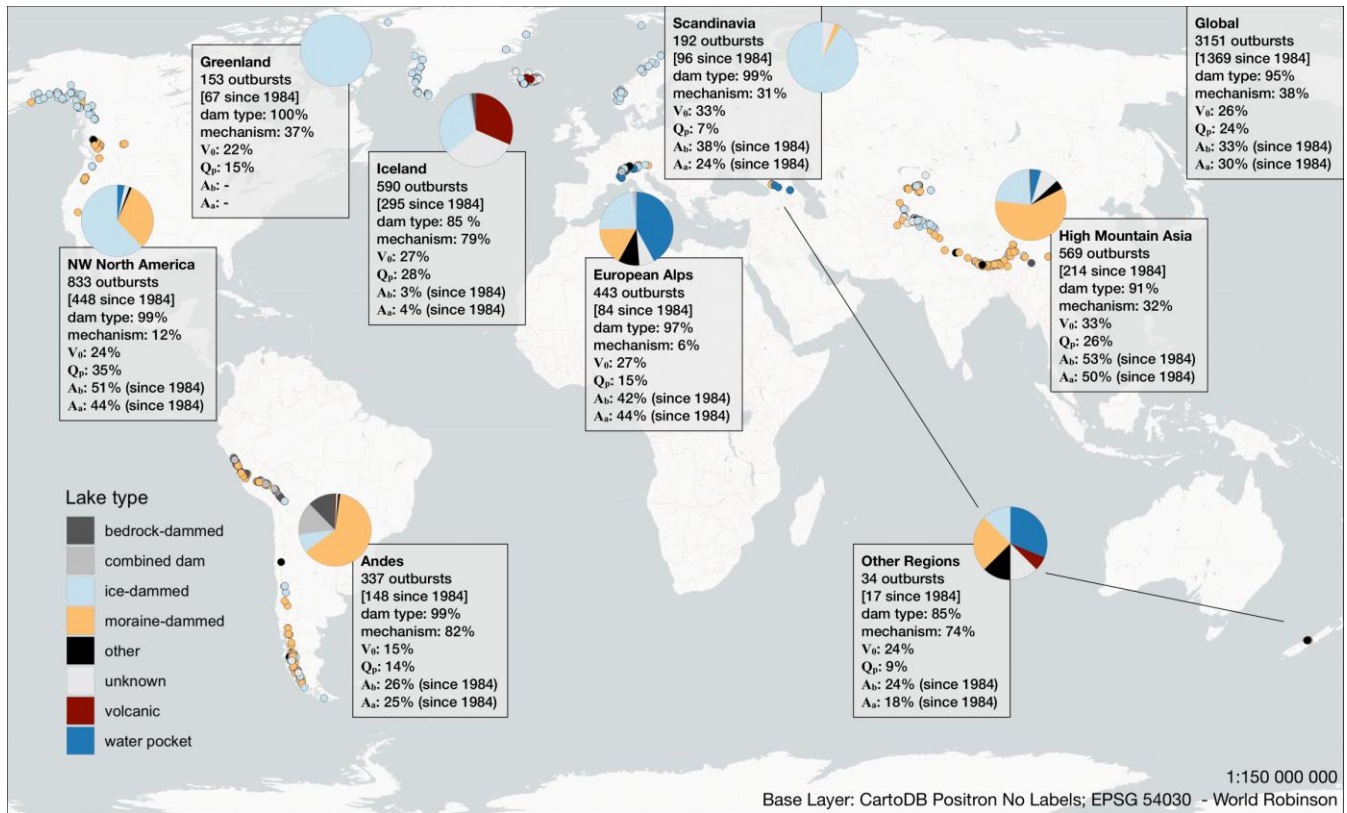 Greenland
153 outbursts
[67 since 1984]
dam type: 100%
mechanism: 37%
V₀: 22%
Qₚ: 15%
A_b: -
A_a: -
Scandinavia
192 outbursts
[96 since 1984]
dam type: 99%
mechanism: 31%
V₀: 33%
Qₚ: 7%
A_b: 38% (since 1984)
A_a: 24% (since 1984)
Global
3151 outbursts
[1369 since 1984]
dam type: 95%
mechanism: 38%
V₀: 26%
Qₚ: 24%
A_b: 33% (since 1984)
A_a: 30% (since 1984)
Iceland
590 outbursts
[295 since 1984]
dam type: 85 %
mechanism: 79%
V₀: 27%
Qₚ: 28%
A_b: 3% (since 1984)
A_a: 4% (since 1984)
NW North America
833 outbursts
[448 since 1984]
dam type: 99%
mechanism: 12%
V₀: 24%
Qₚ: 35%
A_b: 51% (since 1984)
A_a: 44% (since 1984)
European Alps
443 outbursts
[84 since 1984]
dam type: 97%
mechanism: 6%
V₀: 27%
Qₚ: 15%
A_b: 42% (since 1984)
A_a: 44% (since 1984)
High Mountain Asia
569 outbursts
[214 since 1984]
dam type: 91%
mechanism: 32%
V₀: 33%
Qₚ: 26%
A_b: 53% (since 1984)
A_a: 50% (since 1984)
Lake type
bedrock-dammed
combined dam
ice-dammed
moraine-dammed
other
unknown
volcanic
water pocket
Andes
337 outbursts
[148 since 1984]
dam type: 99%
mechanism: 82%
V₀: 15%
Qₚ: 14%
A_b: 26% (since 1984)
A_a: 25% (since 1984)
Other Regions
34 outbursts
[17 since 1984]
dam type: 85%
mechanism: 74%
V₀: 24%
Qₚ: 9%
A_b: 24% (since 1984)
A_a: 18% (since 1984)
1:150 000 000
Base Layer: CartoDB Positron No Labels; EPSG 54030 - World Robinson